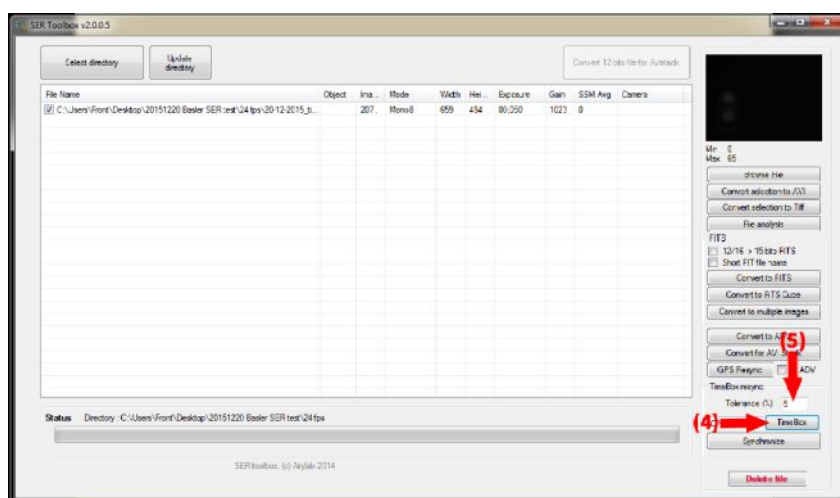 SER Toolbox v2.0.0.5
Select directory
Update
directory
Convert 12 bits file for Autostakk
File Name Object Ima... Mode Width Hei... Exposure Gain SSM Avg Camera
C:\Users\Front\Desktop\20151220 Basler SER test\24 fps\20-12-2015_ti... 207.. Mono8 659 494 80,050 1023 0
Min 0
Max 65
Browse File
Convert selection to AVI
Convert selection to Tiff
File analysis
FITS
12/16 > 15 bits FITS
Short FIT file name
Convert to FITS
Convert to FITS Cube
Convert to multiple images
Convert to
Convert for AVI
(5)
GPS Resync ADV
TimeBox resync
Tolerance (%) 5
(4)
TimeBox
Synchronize
Delete file
Status Directory : C:\Users\Front\Desktop\20151220 Basler SER test\24 fps
SERtoolbox, (c) Airylab 2014